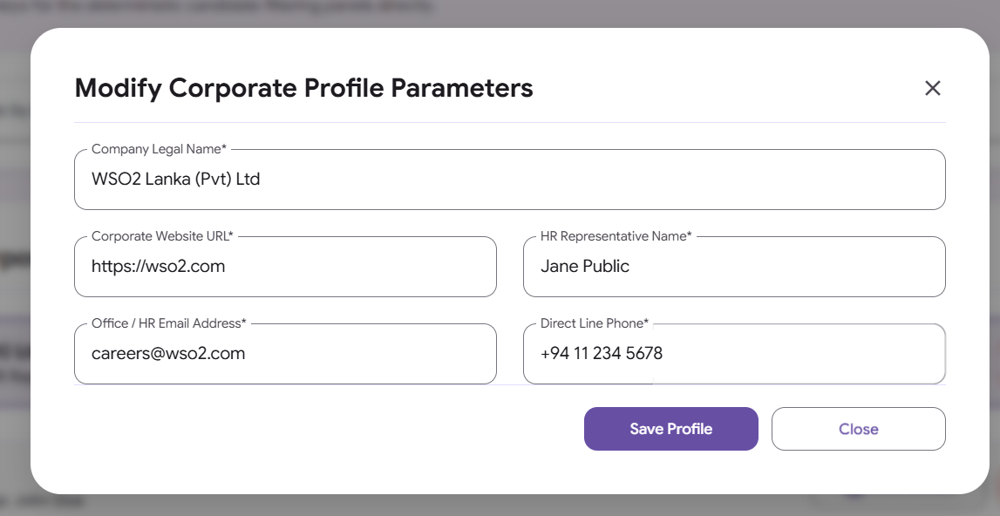 Modify Corporate Profile Parameters
Company Legal Name*
WSO2 Lanka (Pvt) Ltd
Corporate Website URL*
https://wso2.com
HR Representative Name*
Jane Public
Office / HR Email Address*
careers@wso2.com
Direct Line Phone*
+94 11 234 5678
Save Profile
Close